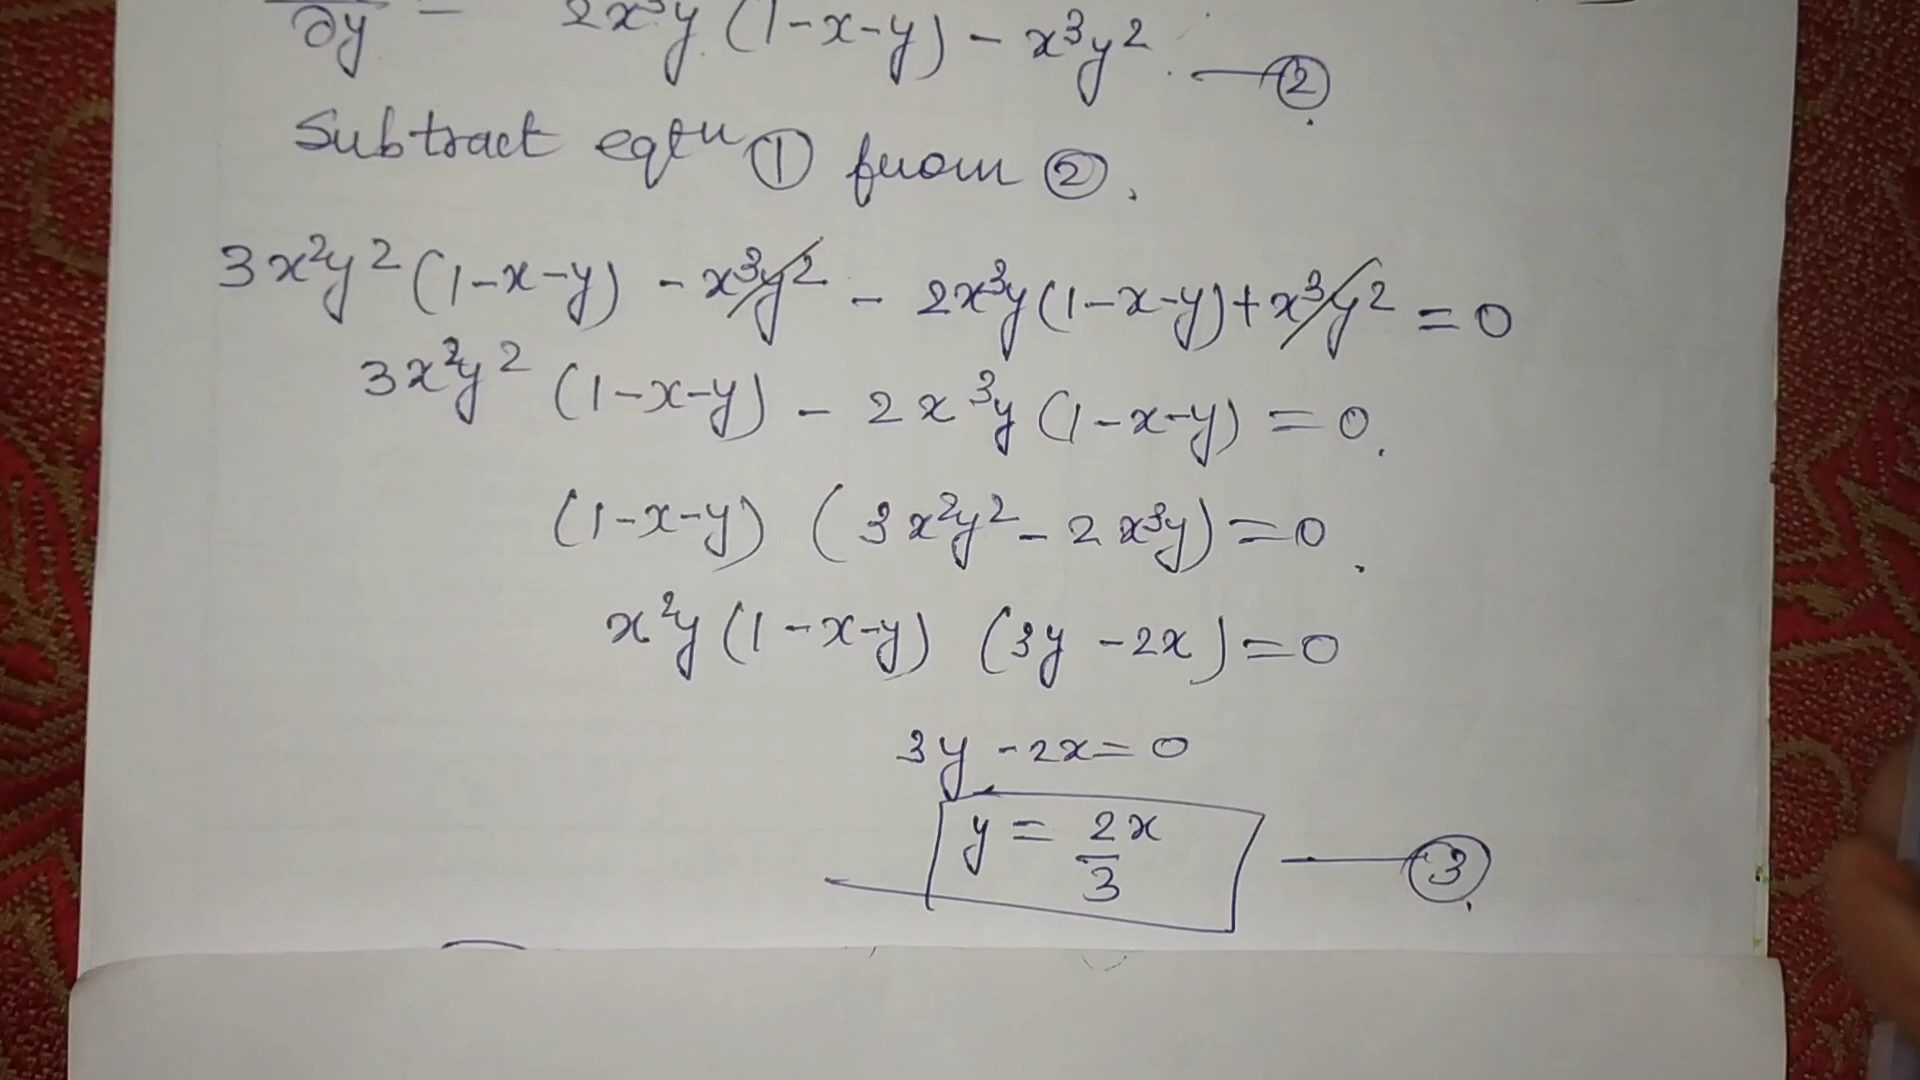 ∂y = 2x³y (1-x-y) - x³y². — ②
Subtract eqtn ① from ②.
3x²y² (1-x-y) - x³y² - 2x³y (1-x-y) + x³y² = 0
3x²y² (1-x-y) - 2x³y (1-x-y) = 0.
(1-x-y) (3x²y² - 2x³y) = 0.
x²y (1-x-y) (3y - 2x) = 0
3y - 2x = 0
y = 2x/3 — ③.